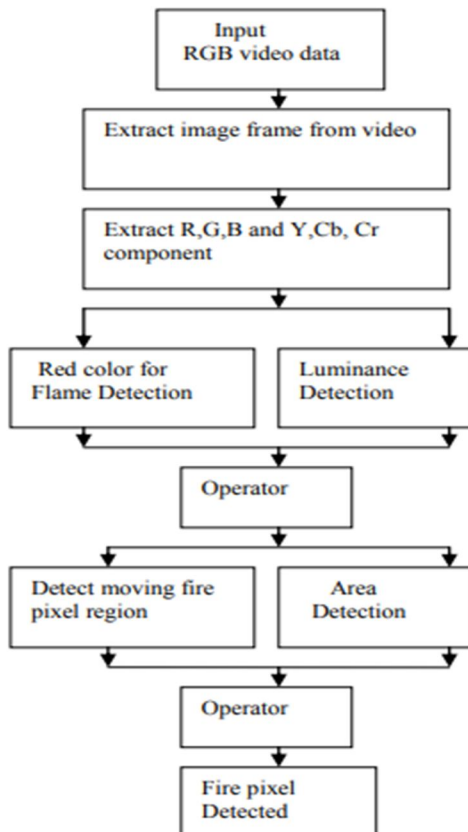 Input
RGB video data
Extract image frame from video
Extract R,G,B and Y,Cb, Cr
component
Red color for
Flame Detection
Luminance
Detection
Operator
Detect moving fire
pixel region
Area
Detection
Operator
Fire pixel
Detected